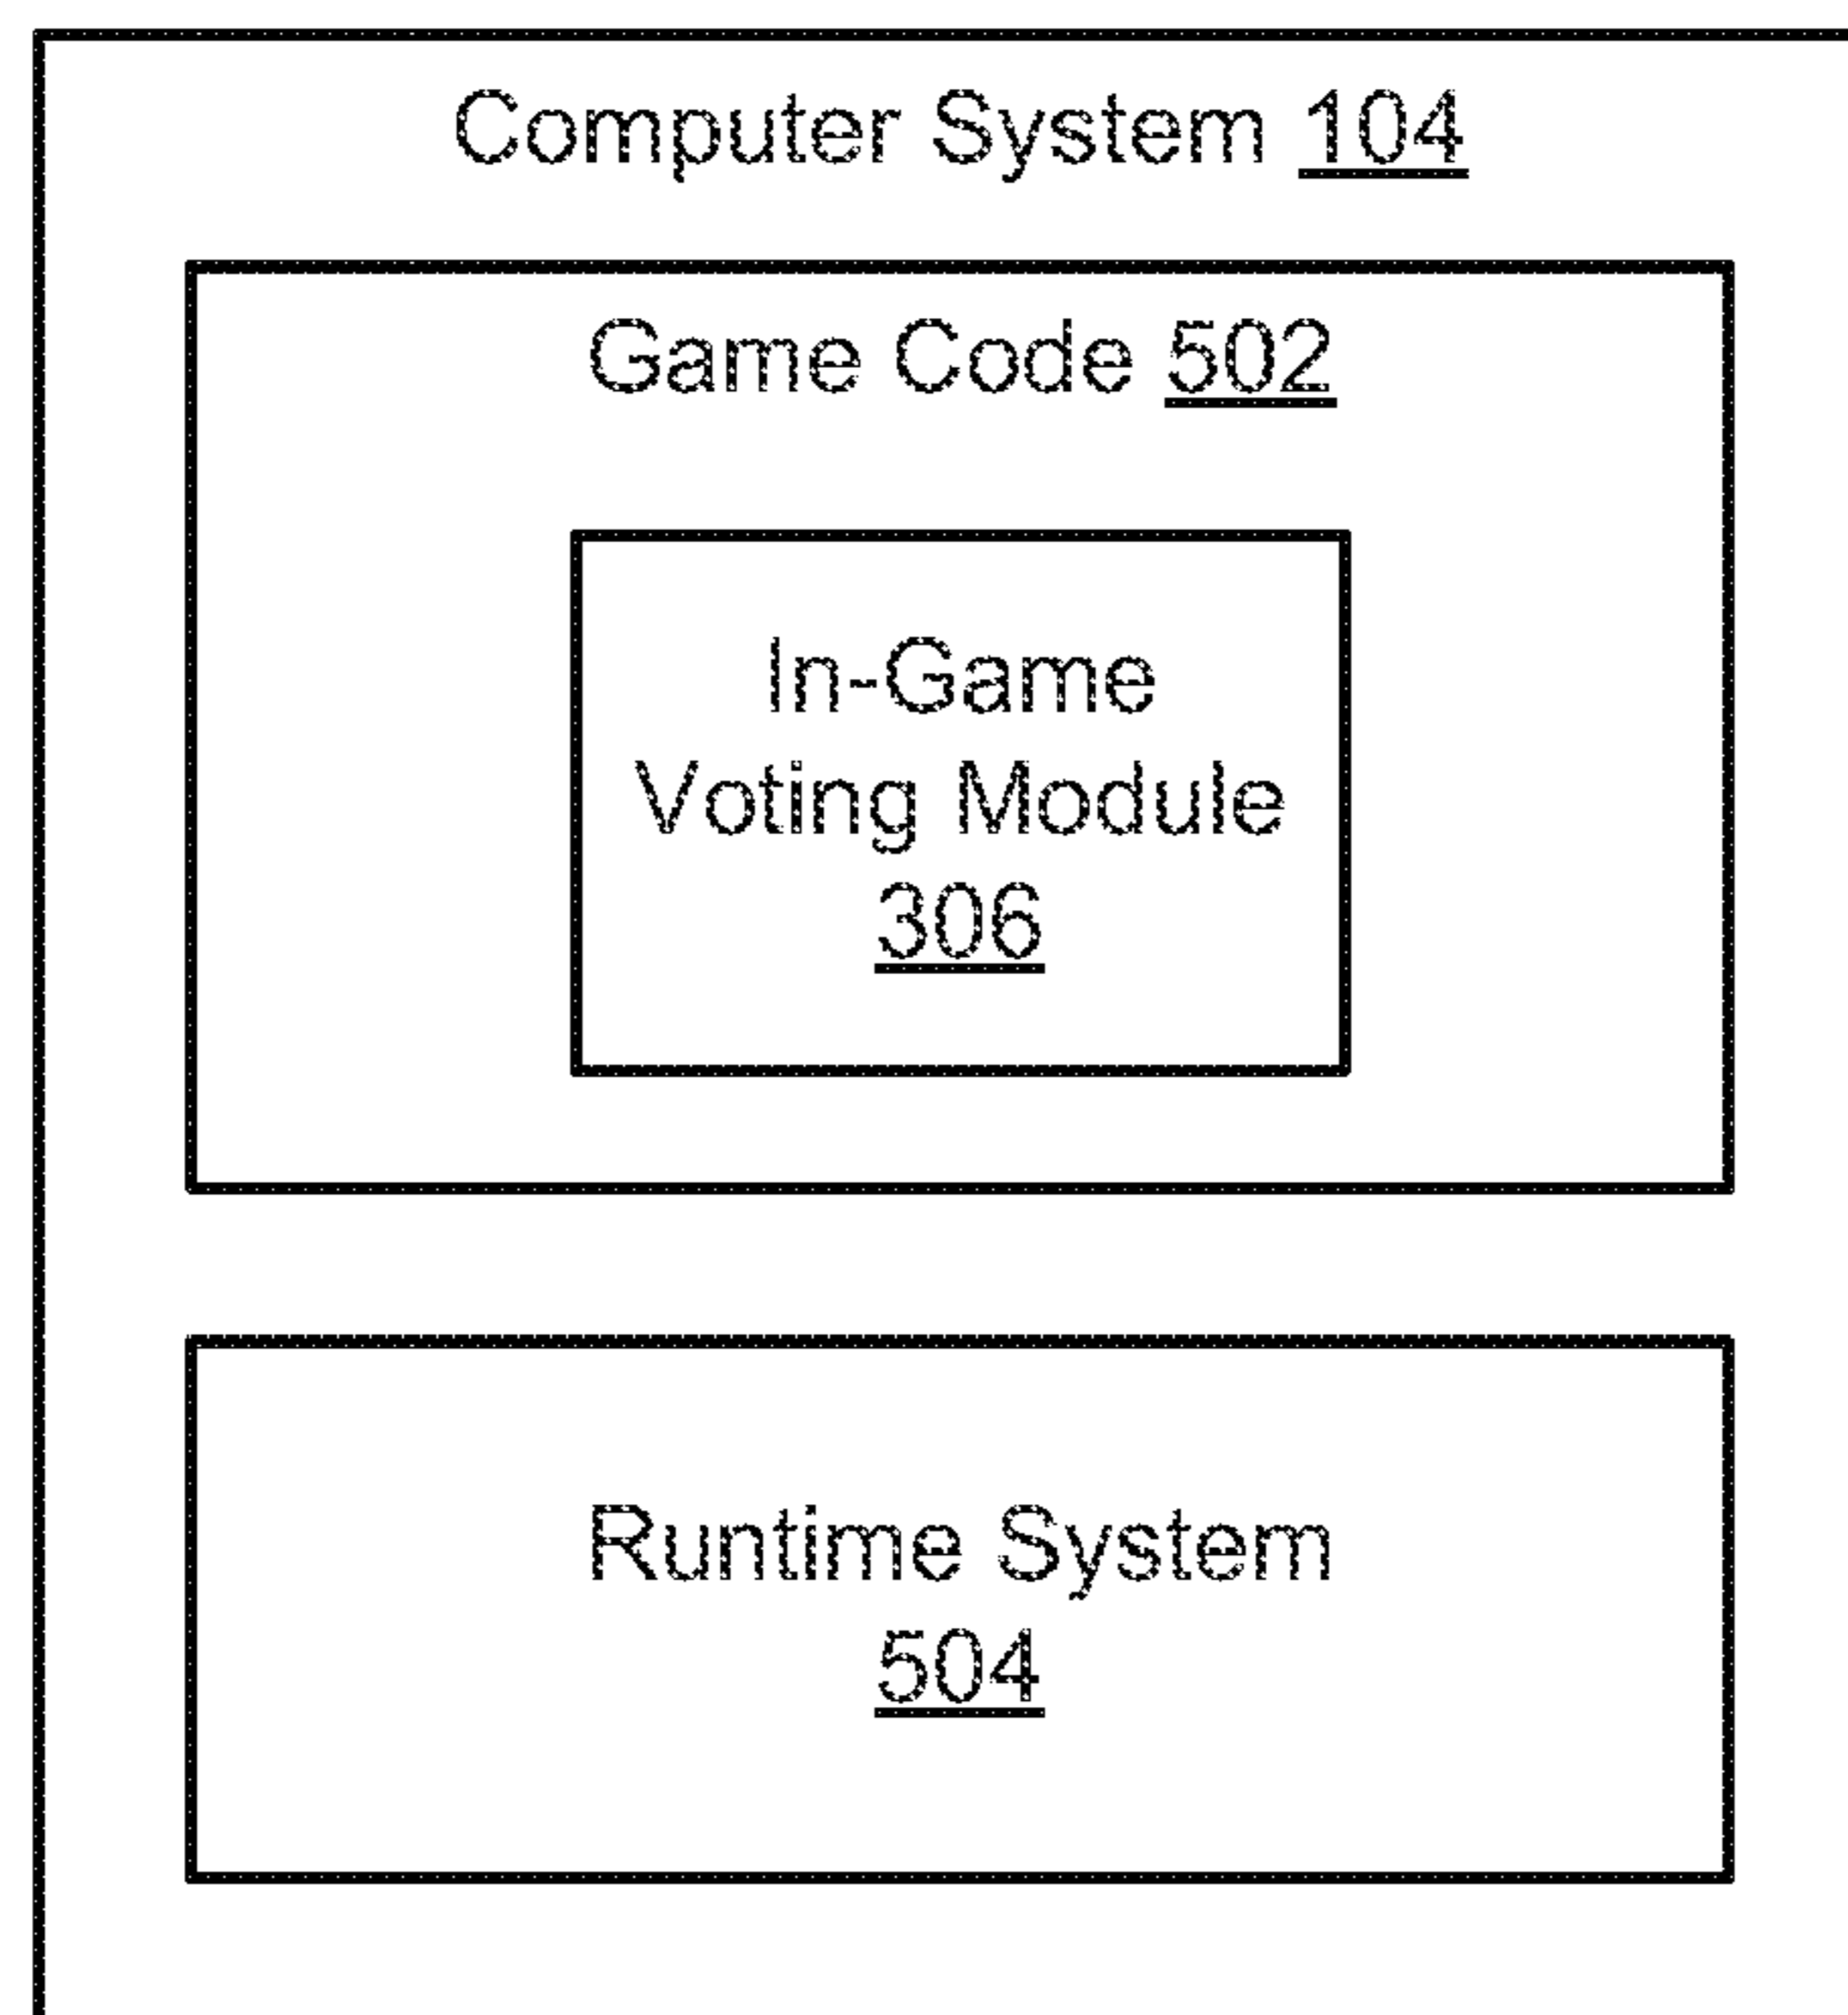 Computer System 104
Game Code 502
In-Game
Voting Module
306
Runtime System
504